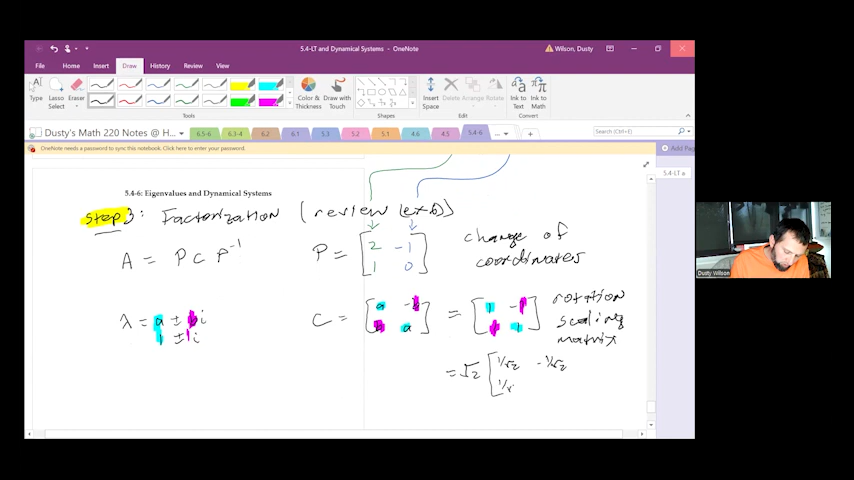 5.4-LT and Dynamical Systems - OneNote
Wilson, Dusty
File Home Insert Draw History Review View
Type Lasso Select Eraser
Color & Thickness Draw with Touch
Insert Space Delete Arrange Rotate
Ink to Text Ink to Math
Tools Shapes Edit Convert
Dusty's Math 220 Notes @ H... 6.5-6 6.3-4 6.2 6.1 5.3 5.2 5.1 4.6 4.5 5.4-6 ...
Search (Ctrl+E)
OneNote needs a password to sync this notebook. Click here to enter your password.
Add Pag
5.4-LT a
5.4-6: Eigenvalues and Dynamical Systems
Step 3: Factorization (review (ex 6))
A = P C P⁻¹ P = [2 -1
1 0] change of
coordinates
λ = a ± b i
1 ± 1 i
C = [a -b
b a] = [1 -1
1 1] rotation
scaling
matrix
= √2 [1/√2 -1/√2
Dusty Wilson